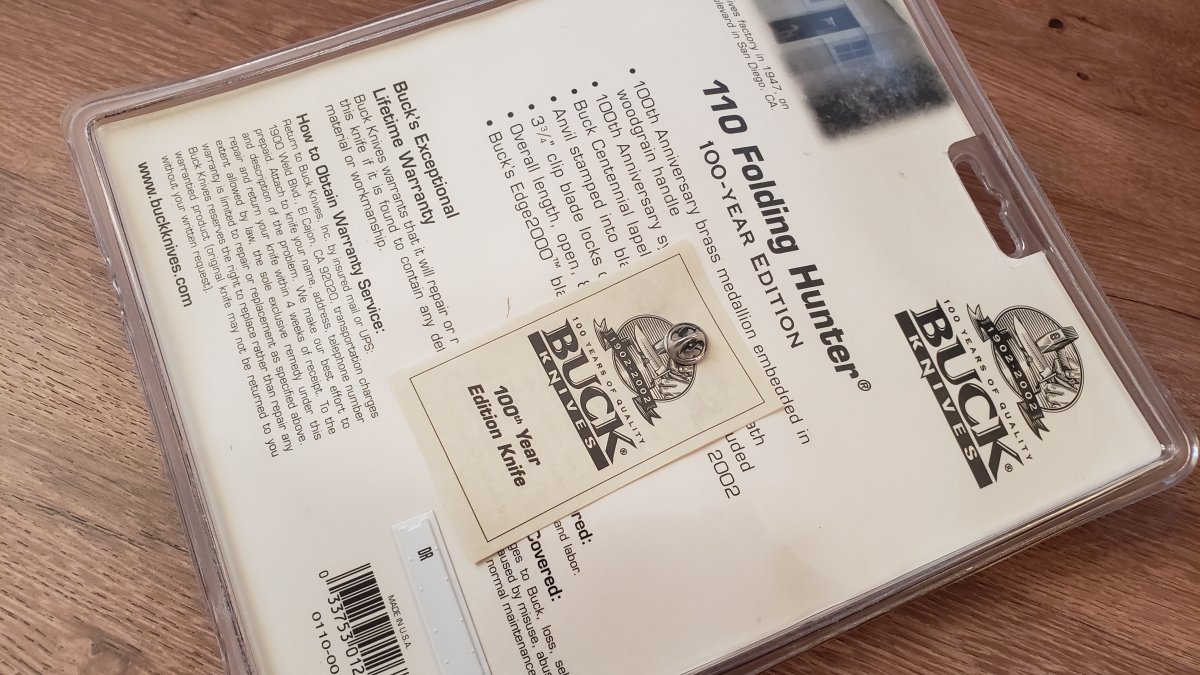 ives factory in 1947, on
ulevard in San Diego, CA
110 Folding Hunter®
100-YEAR EDITION
• 100th Anniversary brass medallion embedded in
woodgrain handle
• 100th Anniversary
• Buck Centennial lapel
uded
• Anvil stamped into bla
2002
• 3¾" clip blade locks
• Overall length, open,
• Buck's Edge2000™ bla
100 YEARS OF QUALITY
1902-2002
BUCK®
KNIVES
100 YEARS OF QUALITY
1902-2002
BUCK®
KNIVES
100th Year
Edition Knife
Buck's Exceptional
Lifetime Warranty
Buck Knives warrants that it will repair or r
this knife if it is found to contain any de
material or workmanship.
How to Obtain Warranty Service:
Return to Buck Knives, Inc. by insured mail or UPS:
1900 Weld Blvd., El Cajon, CA 92020, transportation charges
prepaid. Attach to knife your name, address, telephone number
and description of the problem. We make our best effort to
repair and return your knife within 4 weeks of receipt. To the
extent allowed by law, the sole exclusive remedy under this
warranty is limited to repair or replacement as specified above.
Buck Knives reserves the right to replace rather than repair any
warrantied product. (original knife may not be returned to you
without your written request).
www.buckknives.com
red:
and labor.
Covered:
ges to Buck, loss,
aused by misuse, abus
normal maintenance
DR
MADE IN U.S.A.
0 33753 012
0110-00